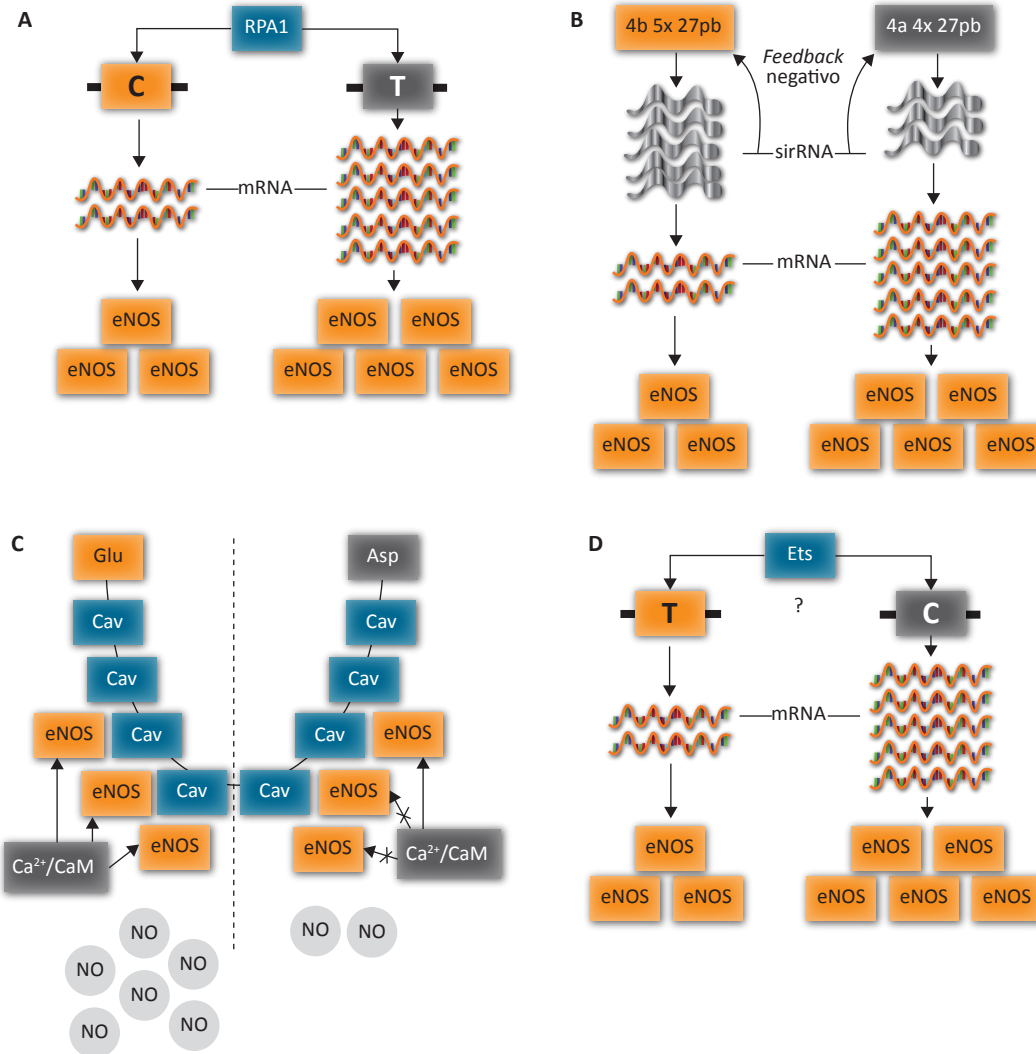 A
RPA1
C
T
mRNA
eNOS
eNOS eNOS
eNOS eNOS
eNOS eNOS eNOS
B
4b 5x 27pb
4a 4x 27pb
Feedback
negativo
sirRNA
mRNA
eNOS
eNOS eNOS
eNOS eNOS
eNOS eNOS eNOS
C
Glu
Asp
Cav
Cav
Cav
Cav
eNOS
Cav
Cav
eNOS
eNOS
Cav
Cav
eNOS
eNOS
eNOS
Ca²⁺/CaM
Ca²⁺/CaM
NO
NO
NO
NO
NO
NO
NO NO
D
Ets
?
T
C
mRNA
eNOS
eNOS eNOS
eNOS eNOS
eNOS eNOS eNOS